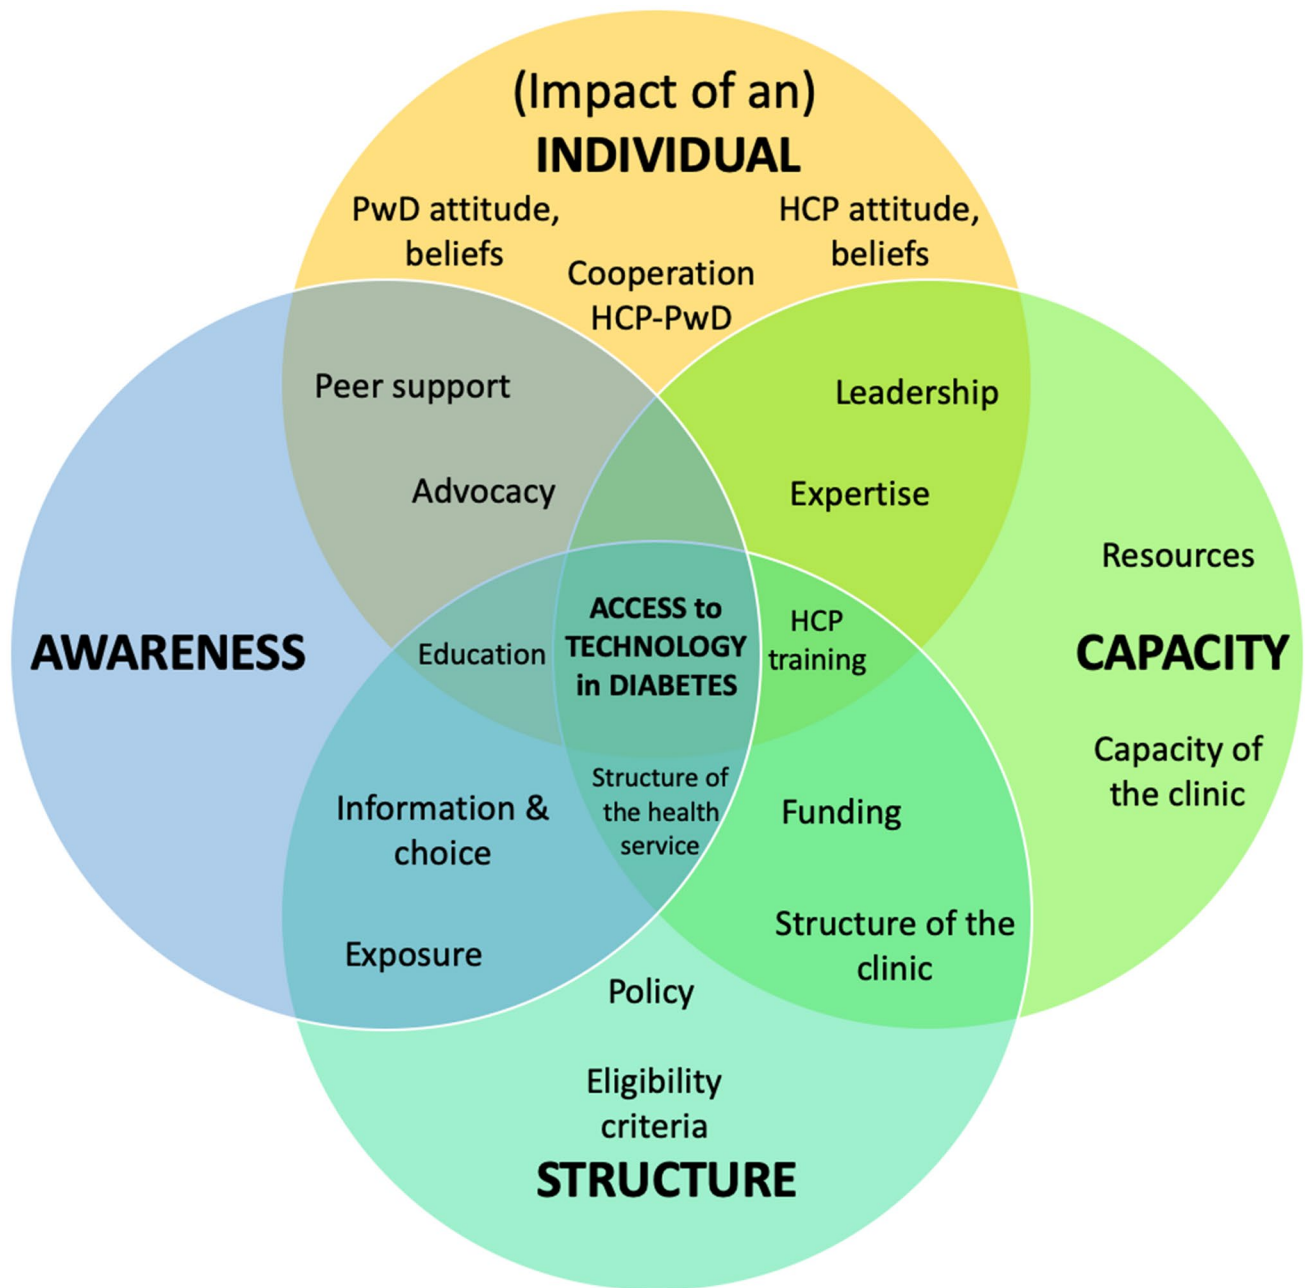 (Impact of an)
INDIVIDUAL
PwD attitude,
beliefs
HCP attitude,
beliefs
Cooperation
HCP-PwD
Peer support
Advocacy
Leadership
Expertise
AWARENESS
Education
ACCESS to
TECHNOLOGY
in DIABETES
HCP
training
Resources
CAPACITY
Capacity of
the clinic
Information &
choice
Exposure
Structure of
the health
service
Funding
Structure of the
clinic
Policy
Eligibility
criteria
STRUCTURE